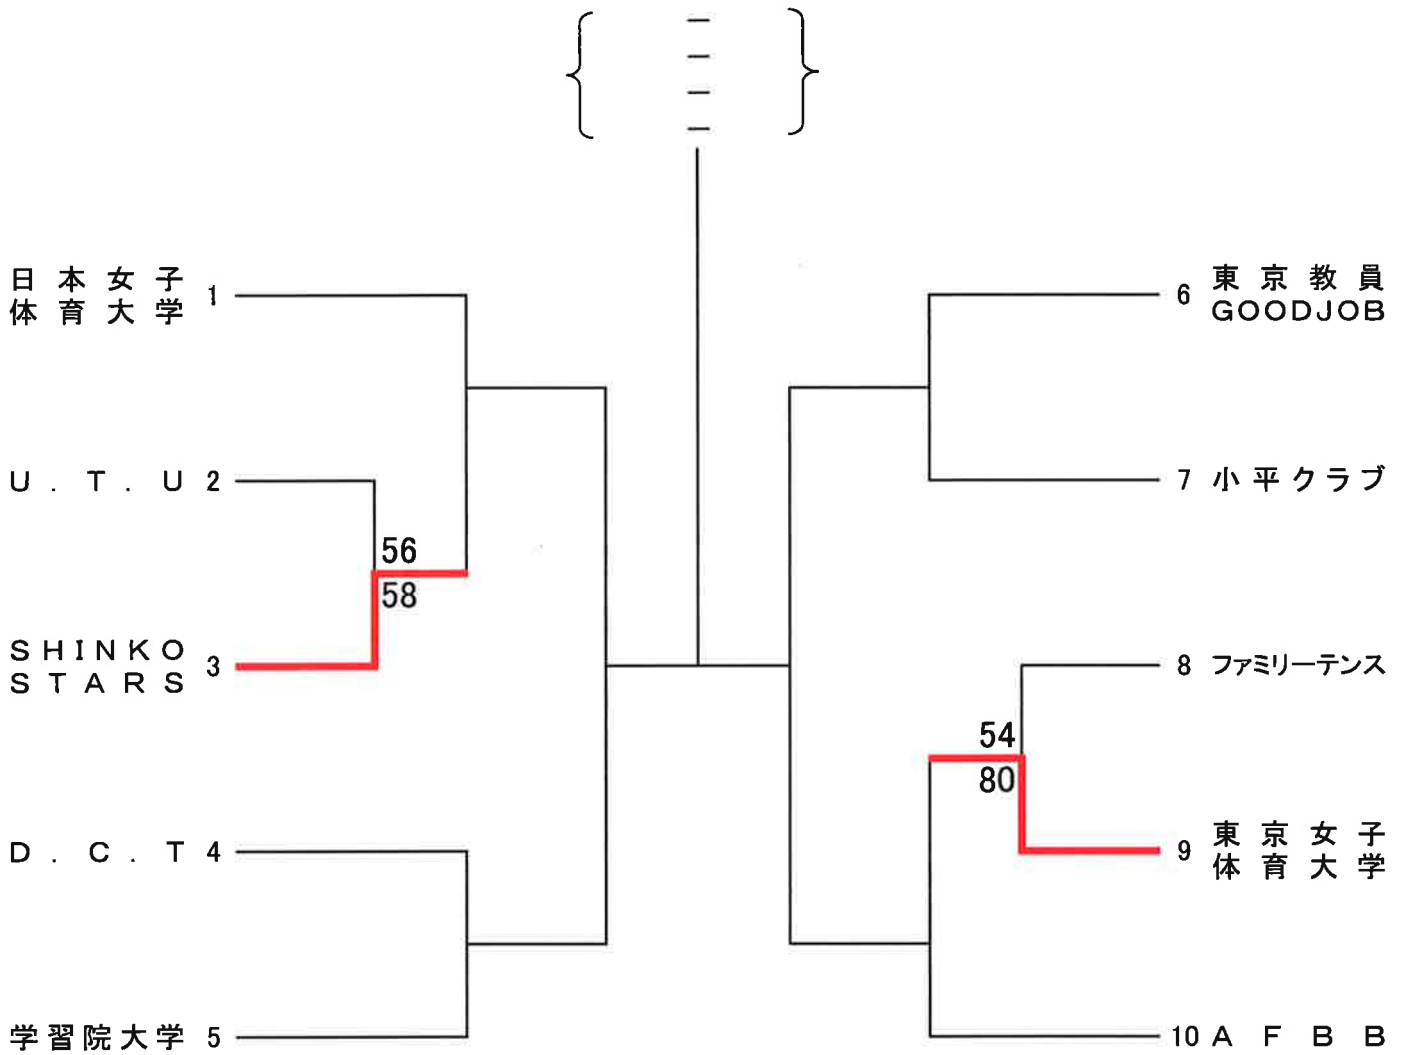 日本女子
体育大学 1
U.T.U 2
56
58
SHINKO
STARS 3
D.C.T 4
学習院大学 5
6 東京教員
GOODJOB
7 小平クラブ
8 ファミリーテンス
54
80
9 東京女子
体育大学
10 AFBB